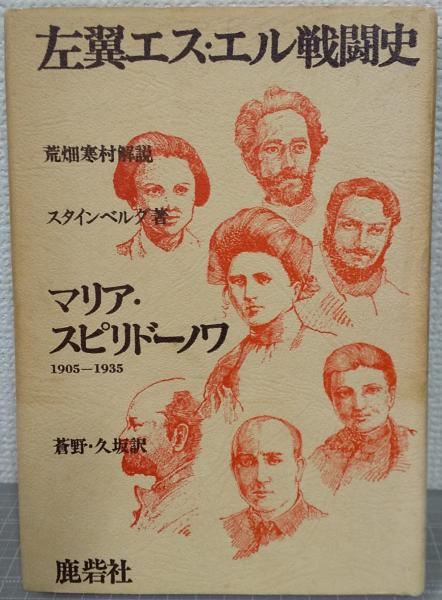 左翼エス・エル戦闘史
荒畑寒村解説
スタインベルグ著
マリア・
スピリドーノワ
1905—1935
蒼野・久坂訳
鹿砦社